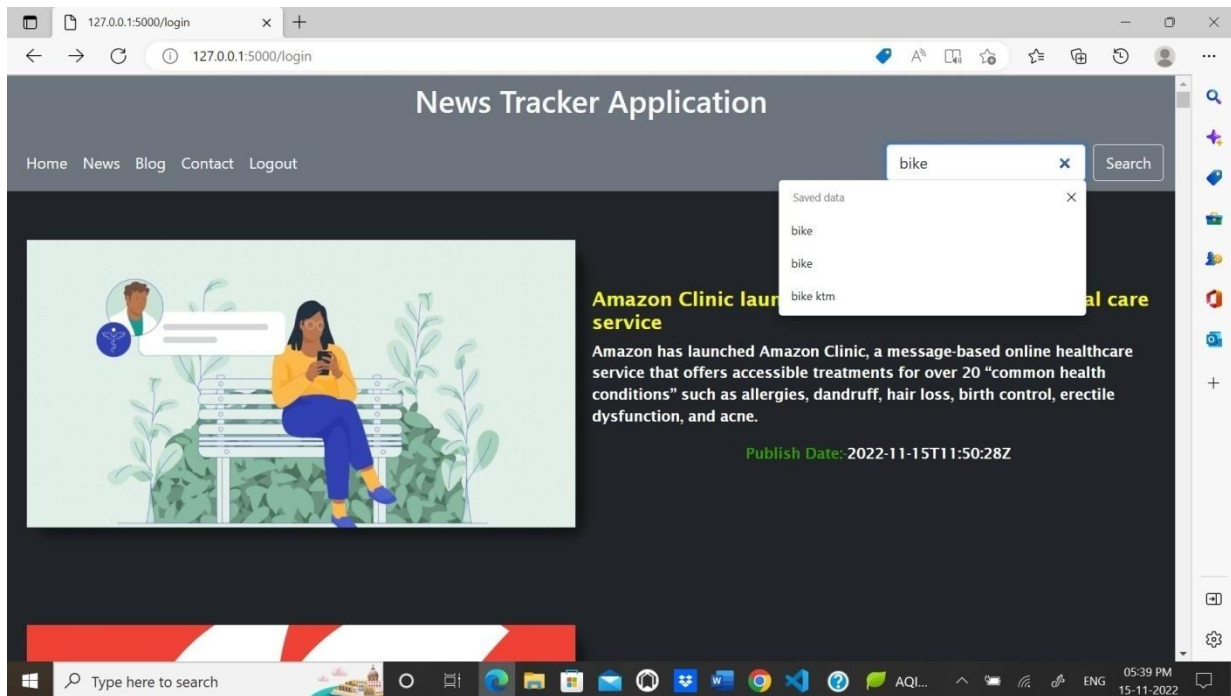 127.0.0.1:5000/login
127.0.0.1:5000/login
News Tracker Application
Home News Blog Contact Logout
bike
Search
Saved data
bike
bike
bike ktm
Amazon Clinic laun al care
service
Amazon has launched Amazon Clinic, a message-based online healthcare
service that offers accessible treatments for over 20 “common health
conditions” such as allergies, dandruff, hair loss, birth control, erectile
dysfunction, and acne.
Publish Date:-2022-11-15T11:50:28Z
Type here to search
AQI...
ENG
05:39 PM
15-11-2022